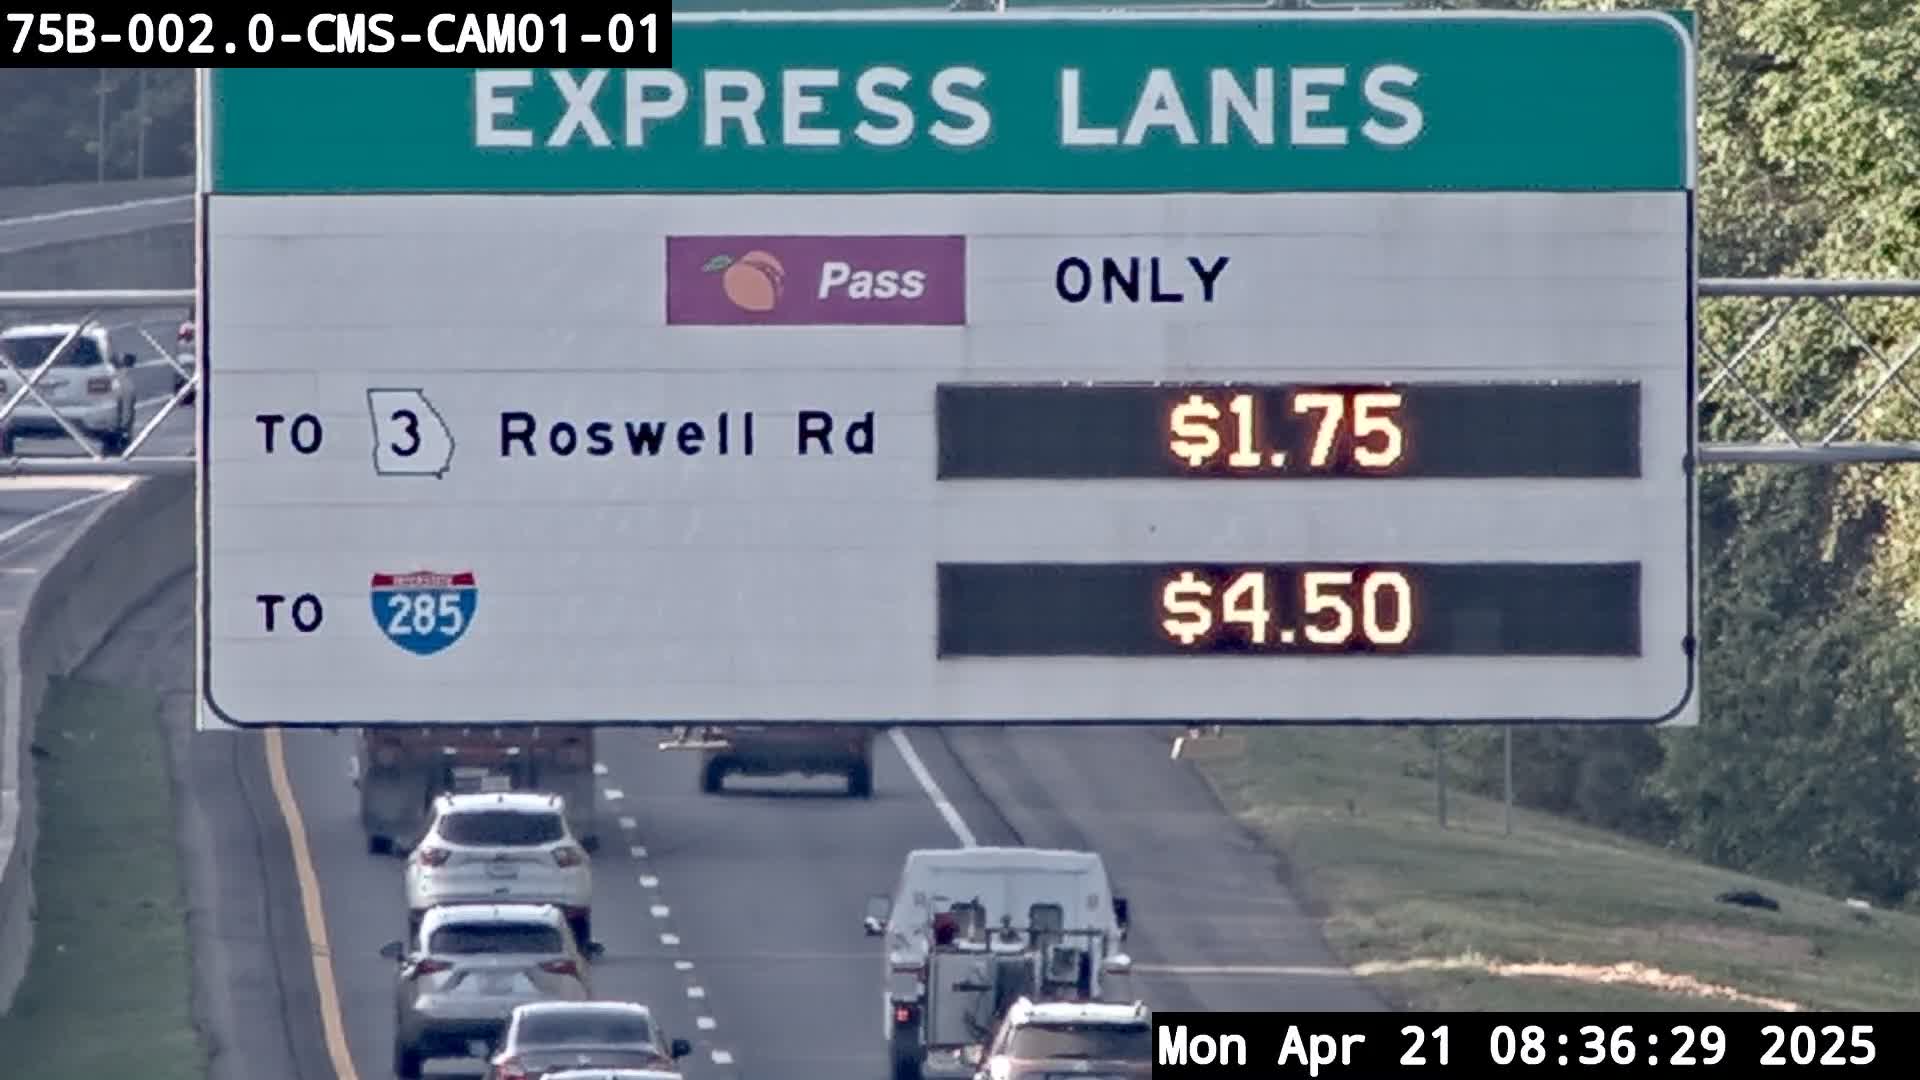 75B-002.0-CMS-CAM01-01
EXPRESS LANES
Pass ONLY
TO 3 Roswell Rd $1.75
TO INTERSTATE 285 $4.50
Mon Apr 21 08:36:29 2025